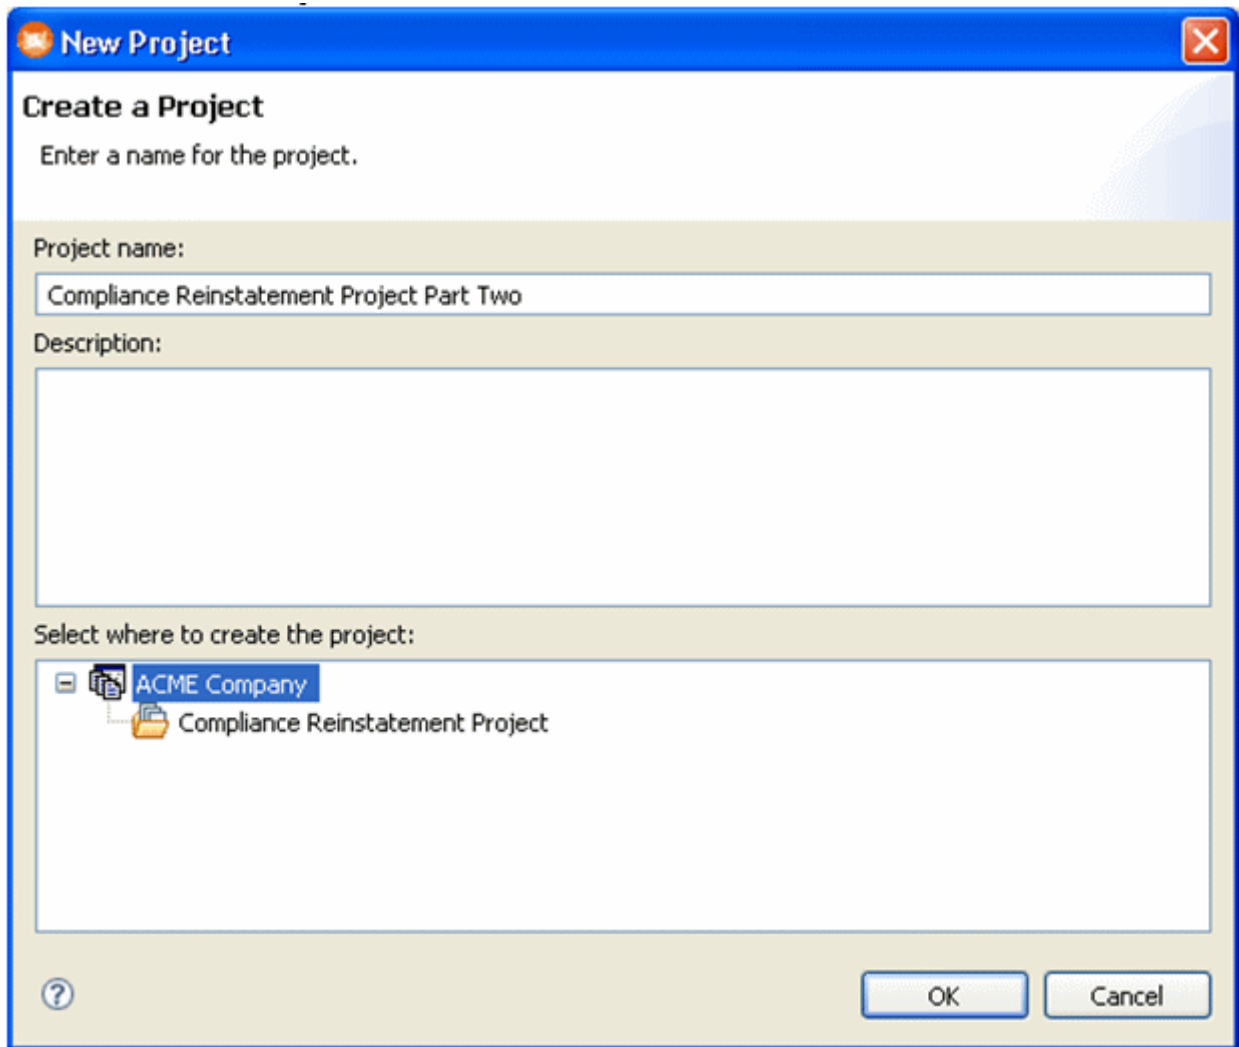 New Project
Create a Project
Enter a name for the project.
Project name:
Compliance Reinstatement Project Part Two
Description:
Select where to create the project:
ACME Company
Compliance Reinstatement Project
?
OK
Cancel